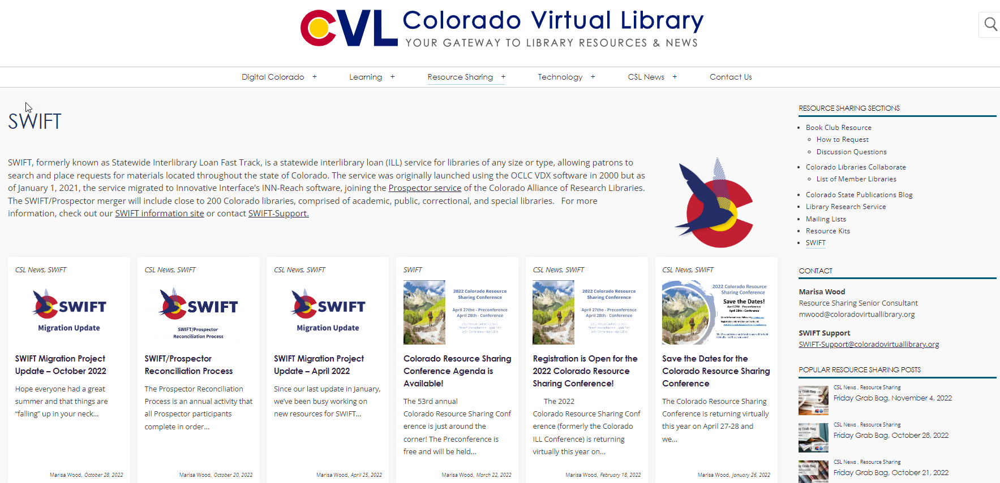 CVL Colorado Virtual Library
YOUR GATEWAY TO LIBRARY RESOURCES & NEWS
Digital Colorado + Learning + Resource Sharing + Technology + CSL News + Contact Us
SWIFT
SWIFT, formerly known as Statewide Interlibrary Loan Fast Track, is a statewide interlibrary loan (ILL) service for libraries of any size or type, allowing patrons to
search and place requests for materials located throughout the state of Colorado. The service was originally launched using the OCLC VDX software in 2000 but as
of January 1, 2021, the service migrated to Innovative Interface's INN-Reach software, joining the Prospector service of the Colorado Alliance of Research Libraries.
The SWIFT/Prospector merger will include close to 200 Colorado libraries, comprised of academic, public, correctional, and special libraries. For more
information, check out our SWIFT information site or contact SWIFT-Support.
CSL News, SWIFT
SWIFT
Migration Update
SWIFT Migration Project
Update – October 2022
Hope everyone had a great
summer and that things are
“falling” up in your neck...
Marisa Wood, October 28, 2022
CSL News, SWIFT
SWIFT
SWIFT/Prospector
Reconciliation Process
SWIFT/Prospector
Reconciliation Process
The Prospector Reconciliation
Process is an annual activity that
all Prospector participants
complete in order...
Marisa Wood, October 20, 2022
CSL News, SWIFT
SWIFT
Migration Update
SWIFT Migration Project
Update – April 2022
Since our last update in January,
we've been busy working on
new resources for SWIFT...
Marisa Wood, April 25, 2022
SWIFT
2022 Colorado Resource
Sharing Conference
April 27the - Preconference
April 28th - Conference
Colorado Resource Sharing
Conference Agenda is
Available!
The 53rd annual
Colorado Resource Sharing Conf
erence is just around the
corner! The Preconference is
free and will be held...
Marisa Wood, March 22, 2022
CSL News, SWIFT
2022 Colorado Resource
Sharing Conference
April 27the - Preconference
April 28th - Conference
Registration is Open for the
2022 Colorado Resource
Sharing Conference!
The 2022
Colorado Resource Sharing Conf
erence (formerly the Colorado
ILL Conference) is returning
virtually this year on...
Marisa Wood, February 18, 2022
CSL News, SWIFT
2022 Colorado Resource
Sharing Conference
Save the Dates!
April 27th - Preconference
April 28th - Conference
Save the Dates for the
Colorado Resource Sharing
Conference
The Colorado Resource Sharing
Conference is returning virtually
this year on April 27-28 and
we...
Marisa Wood, January 26, 2022
RESOURCE SHARING SECTIONS
Book Club Resource
How to Request
Discussion Questions
Colorado Libraries Collaborate
List of Member Libraries
Colorado State Publications Blog
Library Research Service
Mailing Lists
Resource Kits
SWIFT
CONTACT
Marisa Wood
Resource Sharing Senior Consultant
mwood@coloradovirtuallibrary.org
SWIFT Support
SWIFT-Support@coloradovirtuallibrary.org
POPULAR RESOURCE SHARING POSTS
CSL News , Resource Sharing
Friday Grab Bag, November 4, 2022
CSL News , Resource Sharing
Friday Grab Bag, October 28, 2022
CSL News , Resource Sharing
Friday Grab Bag, October 21, 2022